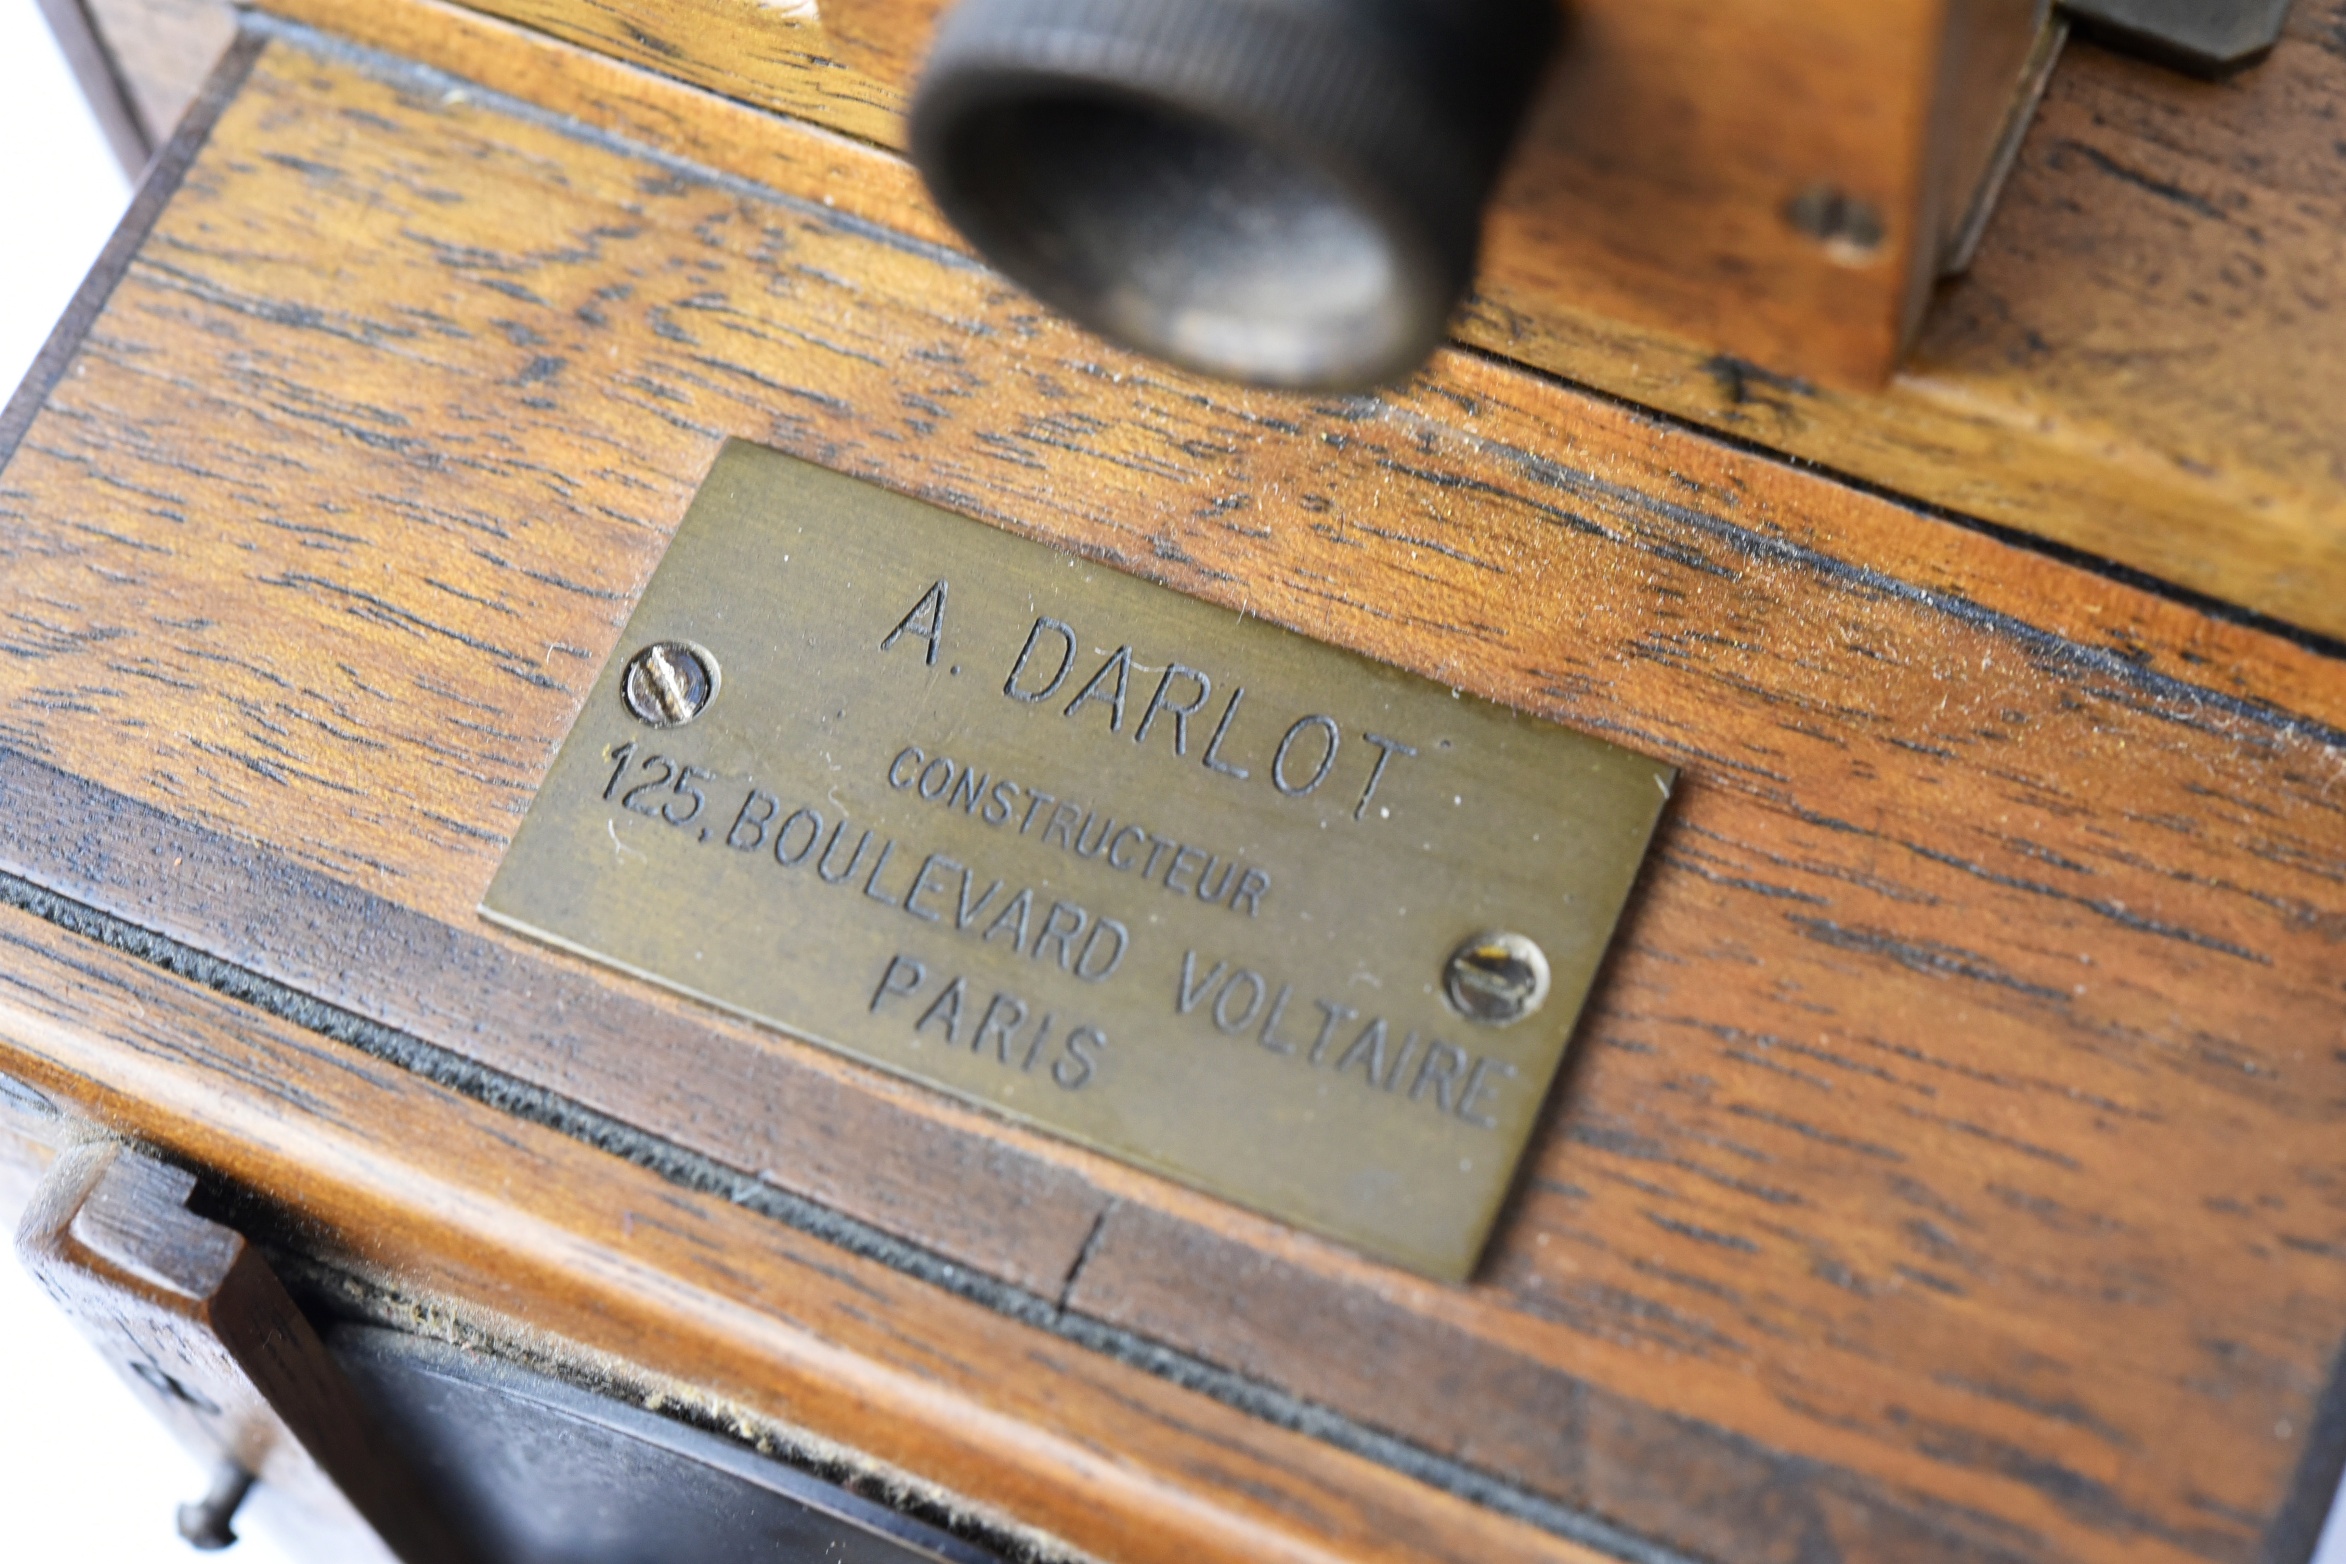 A. DARLOT
CONSTRUCTEUR
125, BOULEVARD VOLTAIRE
PARIS